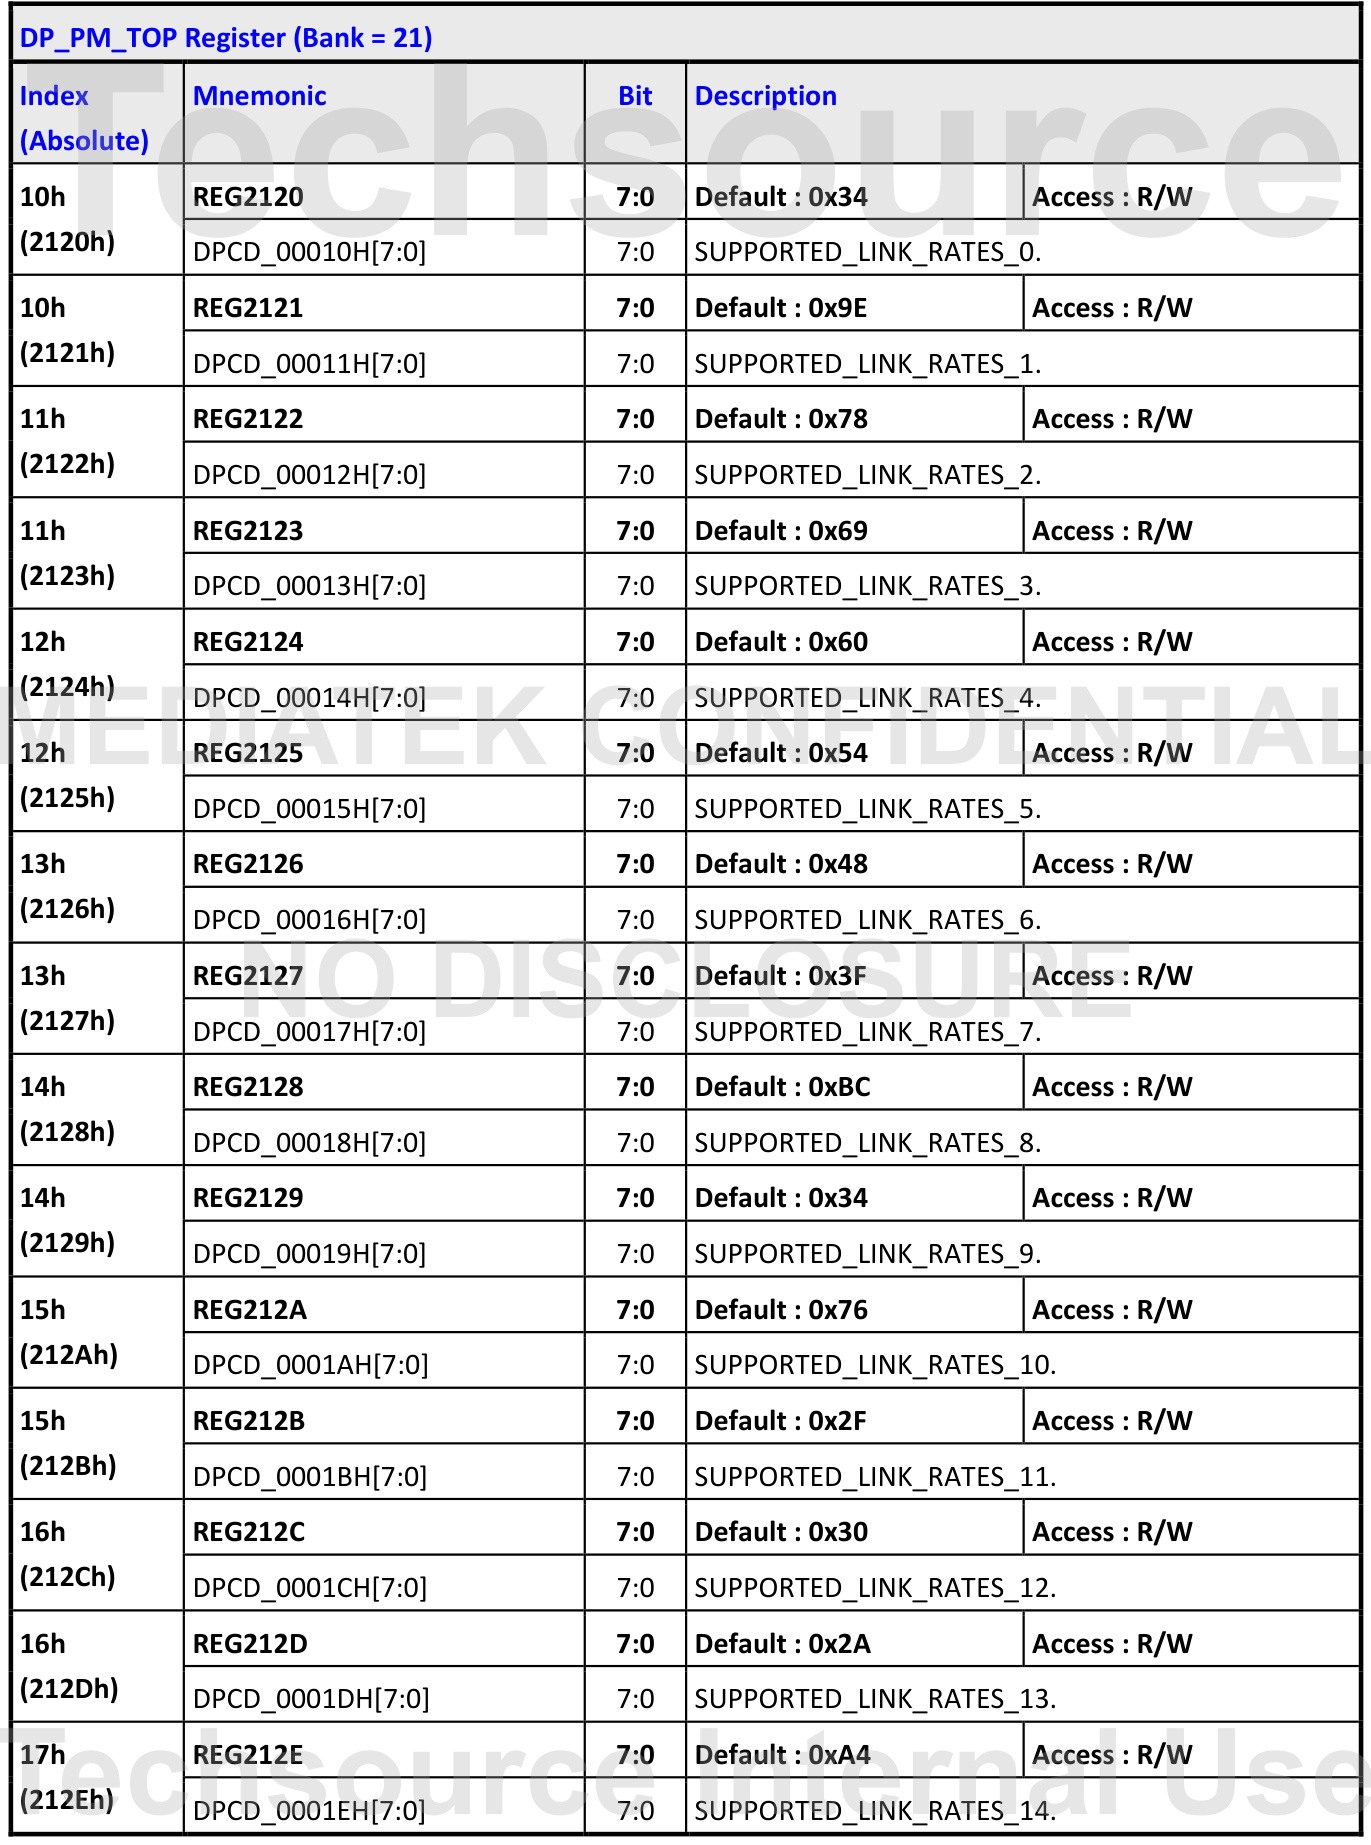 DP_PM_TOP Register (Bank = 21)
Index (Absolute) Mnemonic Bit Description
10h (2120h) REG2120 7:0 Default : 0x34 Access : R/W
DPCD_00010H[7:0] 7:0 SUPPORTED_LINK_RATES_0.
10h (2121h) REG2121 7:0 Default : 0x9E Access : R/W
DPCD_00011H[7:0] 7:0 SUPPORTED_LINK_RATES_1.
11h (2122h) REG2122 7:0 Default : 0x78 Access : R/W
DPCD_00012H[7:0] 7:0 SUPPORTED_LINK_RATES_2.
11h (2123h) REG2123 7:0 Default : 0x69 Access : R/W
DPCD_00013H[7:0] 7:0 SUPPORTED_LINK_RATES_3.
12h (2124h) REG2124 7:0 Default : 0x60 Access : R/W
DPCD_00014H[7:0] 7:0 SUPPORTED_LINK_RATES_4.
12h (2125h) REG2125 7:0 Default : 0x54 Access : R/W
DPCD_00015H[7:0] 7:0 SUPPORTED_LINK_RATES_5.
13h (2126h) REG2126 7:0 Default : 0x48 Access : R/W
DPCD_00016H[7:0] 7:0 SUPPORTED_LINK_RATES_6.
13h (2127h) REG2127 7:0 Default : 0x3F Access : R/W
DPCD_00017H[7:0] 7:0 SUPPORTED_LINK_RATES_7.
14h (2128h) REG2128 7:0 Default : 0xBC Access : R/W
DPCD_00018H[7:0] 7:0 SUPPORTED_LINK_RATES_8.
14h (2129h) REG2129 7:0 Default : 0x34 Access : R/W
DPCD_00019H[7:0] 7:0 SUPPORTED_LINK_RATES_9.
15h (212Ah) REG212A 7:0 Default : 0x76 Access : R/W
DPCD_0001AH[7:0] 7:0 SUPPORTED_LINK_RATES_10.
15h (212Bh) REG212B 7:0 Default : 0x2F Access : R/W
DPCD_0001BH[7:0] 7:0 SUPPORTED_LINK_RATES_11.
16h (212Ch) REG212C 7:0 Default : 0x30 Access : R/W
DPCD_0001CH[7:0] 7:0 SUPPORTED_LINK_RATES_12.
16h (212Dh) REG212D 7:0 Default : 0x2A Access : R/W
DPCD_0001DH[7:0] 7:0 SUPPORTED_LINK_RATES_13.
17h (212Eh) REG212E 7:0 Default : 0xA4 Access : R/W
DPCD_0001EH[7:0] 7:0 SUPPORTED_LINK_RATES_14.
Techsource
MEDIATEK CONFIDENTIAL
NO DISCLOSURE
Techsource Internal Use